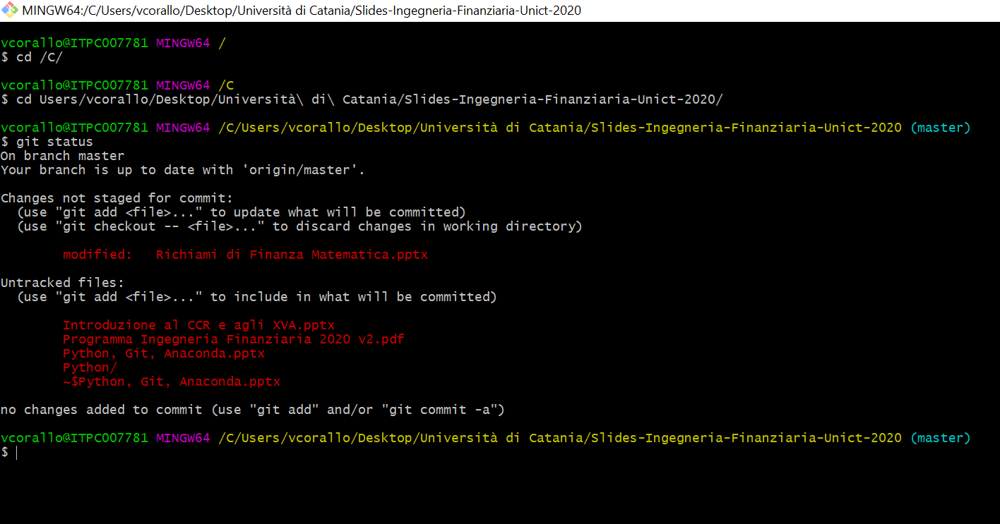 MINGW64:/C/Users/vcorallo/Desktop/Università di Catania/Slides-Ingegneria-Finanziaria-Unict-2020
vcorallo@ITPC007781 MINGW64 /
$ cd /C/
vcorallo@ITPC007781 MINGW64 /C
$ cd Users/vcorallo/Desktop/Università\ di\ Catania/Slides-Ingegneria-Finanziaria-Unict-2020/
vcorallo@ITPC007781 MINGW64 /C/Users/vcorallo/Desktop/Università di Catania/Slides-Ingegneria-Finanziaria-Unict-2020 (master)
$ git status
On branch master
Your branch is up to date with 'origin/master'.
Changes not staged for commit:
  (use "git add <file>..." to update what will be committed)
  (use "git checkout -- <file>..." to discard changes in working directory)
        modified:   Richiami di Finanza Matematica.pptx
Untracked files:
  (use "git add <file>..." to include in what will be committed)
        Introduzione al CCR e agli XVA.pptx
        Programma Ingegneria Finanziaria 2020 v2.pdf
        Python, Git, Anaconda.pptx
        Python/
        ~$Python, Git, Anaconda.pptx
no changes added to commit (use "git add" and/or "git commit -a")
vcorallo@ITPC007781 MINGW64 /C/Users/vcorallo/Desktop/Università di Catania/Slides-Ingegneria-Finanziaria-Unict-2020 (master)
$